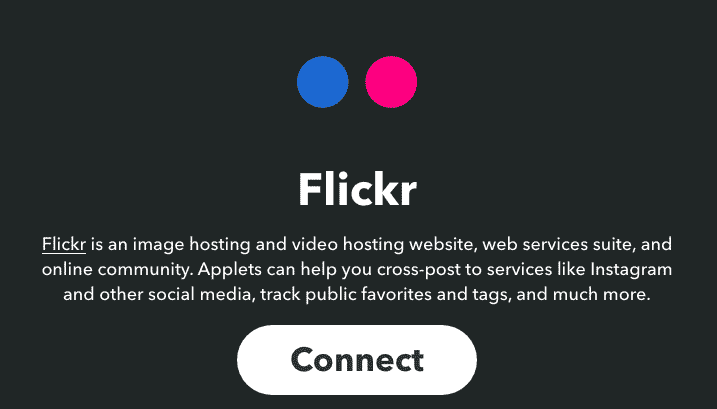 Flickr
Flickr is an image hosting and video hosting website, web services suite, and
online community. Applets can help you cross-post to services like Instagram
and other social media, track public favorites and tags, and much more.
Connect